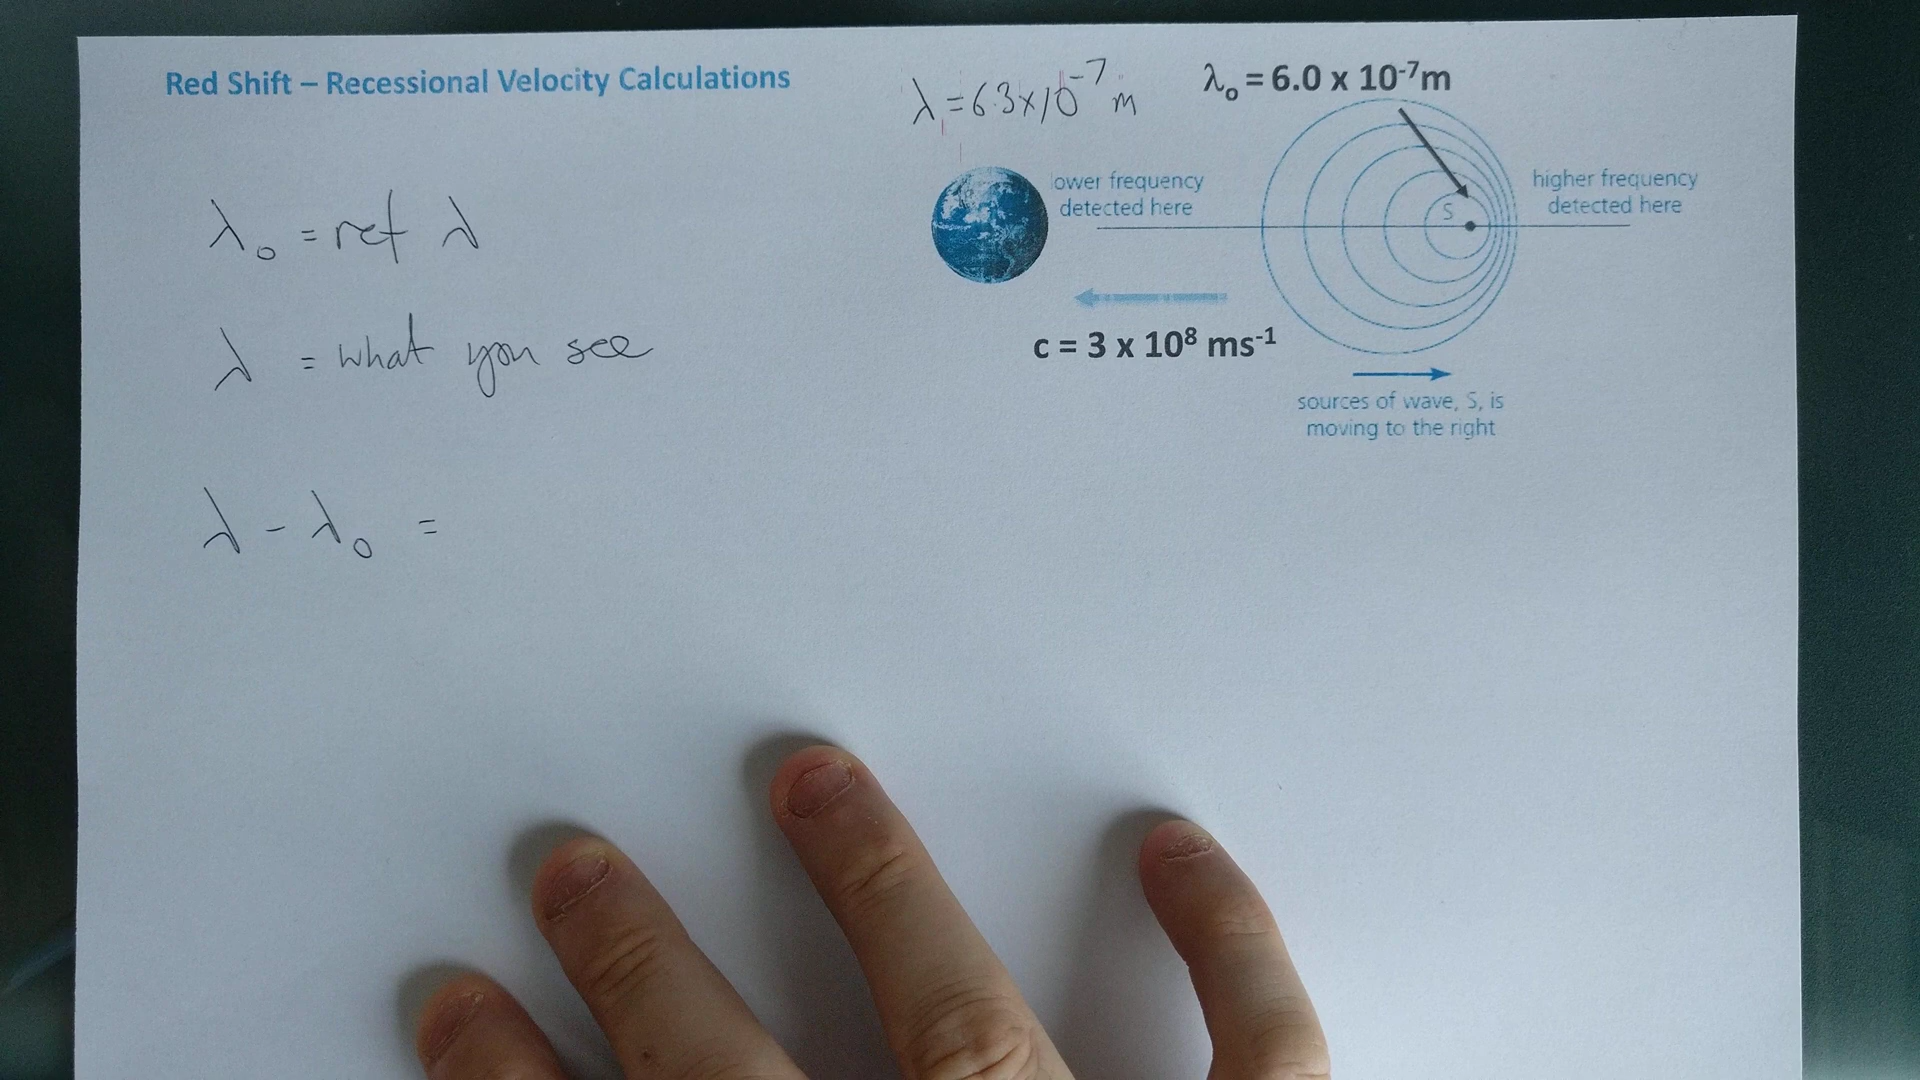 Red Shift – Recessional Velocity Calculations
λ = 6.3 x 10⁻⁷ m
λₒ = 6.0 x 10⁻⁷m
lower frequency
detected here
S
higher frequency
detected here
c = 3 x 10⁸ ms⁻¹
sources of wave, S, is
moving to the right
λₒ = ref λ
λ = what you see
λ - λₒ =